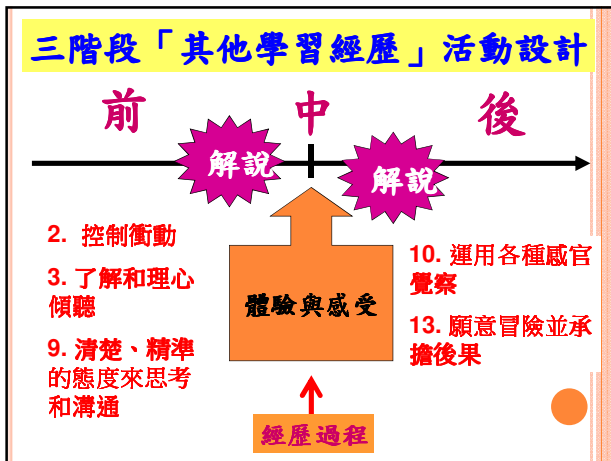 三階段「其他學習經歷」活動設計
前 中 後
解說
解說
2. 控制衝動
3. 了解和理心
傾聽
9. 清楚、精準
的態度來思考
和溝通
體驗與感受
10. 運用各種感官
覺察
13. 願意冒險並承
擔後果
經歷過程